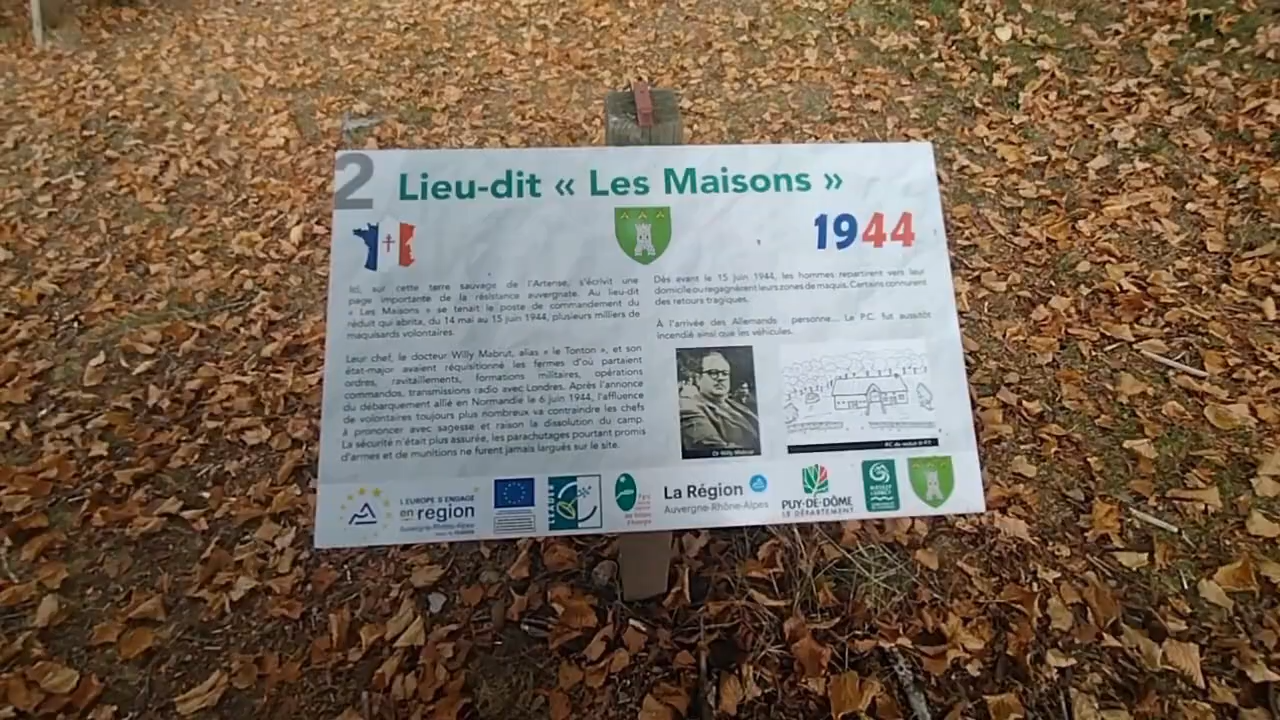 2
Lieu-dit « Les Maisons »
1944
Ici, sur cette terre sauvage de l'Artense, s'écrivit une
page importante de la résistance auvergnate. Au lieu-dit
« Les Maisons » se tenait le poste de commandement du
réduit qui abrita, du 14 mai au 15 juin 1944, plusieurs milliers de
maquisards volontaires.
Leur chef, le docteur Willy Mabrut, alias « le Tonton », et son
état-major avaient réquisitionné les fermes d'où partaient
ordres, ravitaillements, formations militaires, opérations
commandos, transmissions radio avec Londres. Après l'annonce
du débarquement allié en Normandie le 6 juin 1944, l'affluence
de volontaires toujours plus nombreux va contraindre les chefs
à prononcer avec sagesse et raison la dissolution du camp.
La sécurité n'était plus assurée, les parachutages pourtant promis
d'armes et de munitions ne furent jamais largués sur le site.
Dès avant le 15 juin 1944, les hommes repartirent vers leur
domicile ou regagnèrent leurs zones de maquis. Certains connurent
des retours tragiques.
À l'arrivée des Allemands : personne... Le P.C. fut aussitôt
incendié ainsi que les véhicules.
Dr Willy Mabrut
L'EUROPE S'ENGAGE
en région
Auvergne-Rhône-Alpes
LEADER
La Région
Auvergne-Rhône-Alpes
PUY-DE-DÔME
LE DÉPARTEMENT